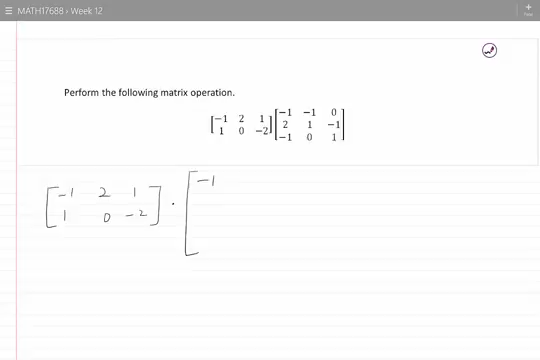 MATH17688 › Week 12
Perform the following matrix operation.
[-1 2 1] [-1 -1 0]
[1 0 -2] [2 1 -1]
[-1 0 1]
[-1 2 1] · [-1
[1 0 -2]